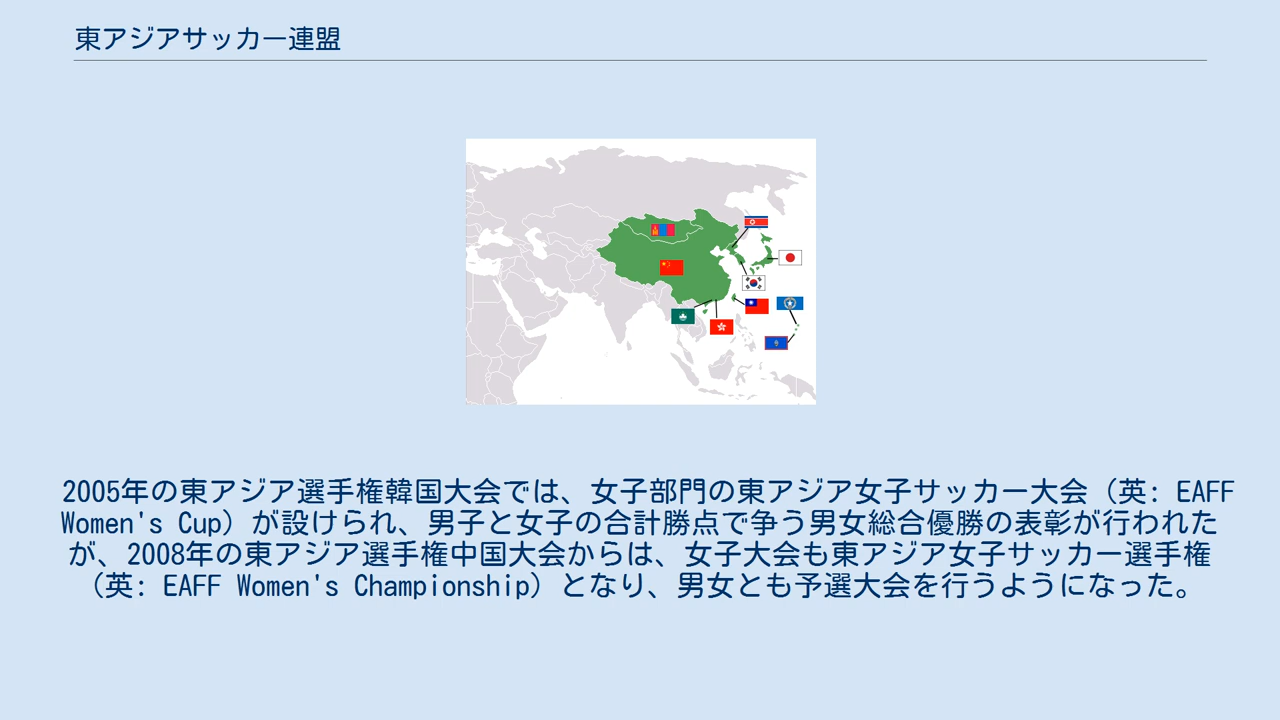 東アジアサッカー連盟
2005年の東アジア選手権韓国大会では、女子部門の東アジア女子サッカー大会（英: EAFF
Women's Cup）が設けられ、男子と女子の合計勝点で争う男女総合優勝の表彰が行われた
が、2008年の東アジア選手権中国大会からは、女子大会も東アジア女子サッカー選手権
（英: EAFF Women's Championship）となり、男女とも予選大会を行うようになった。